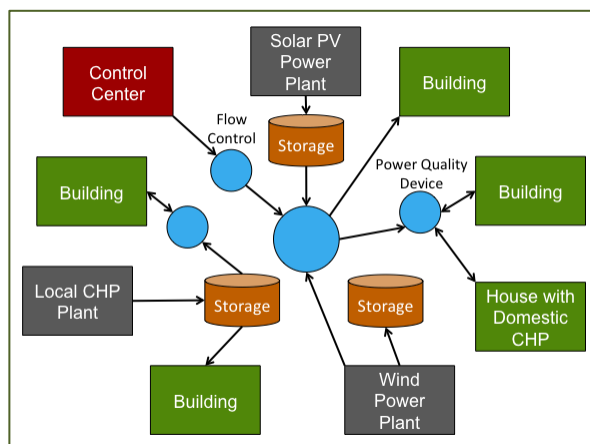 Solar PV
Power
Plant
Control
Center
Building
Flow
Control
Storage
Power Quality
Device
Building
Building
Local CHP
Plant
Storage
Storage
House with
Domestic
CHP
Building
Wind
Power
Plant